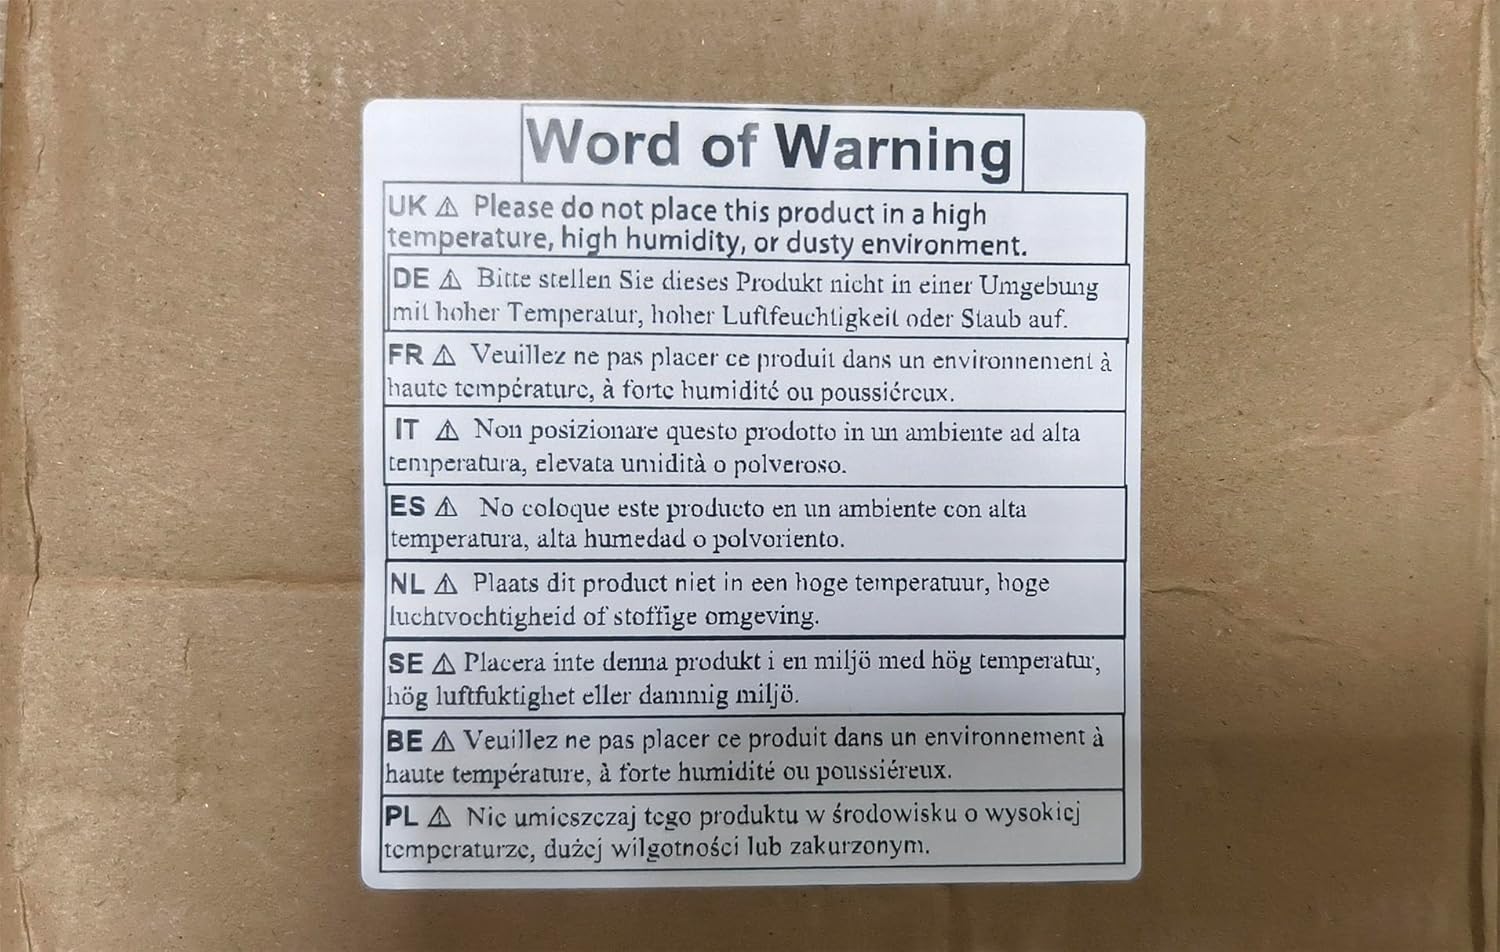 Word of Warning
UK ⚠ Please do not place this product in a high
temperature, high humidity, or dusty environment.
DE ⚠ Bitte stellen Sie dieses Produkt nicht in einer Umgebung
mit hoher Temperatur, hoher Luftfeuchtigkeit oder Staub auf.
FR ⚠ Veuillez ne pas placer ce produit dans un environnement à
haute température, à forte humidité ou poussiéreux.
IT ⚠ Non posizionare questo prodotto in un ambiente ad alta
temperatura, elevata umidità o polveroso.
ES ⚠ No coloque este producto en un ambiente con alta
temperatura, alta humedad o polvoriento.
NL ⚠ Plaats dit product niet in een hoge temperatuur, hoge
luchtvochtigheid of stoffige omgeving.
SE ⚠ Placera inte denna produkt i en miljö med hög temperatur,
hög luftfuktighet eller dammig miljö.
BE ⚠ Veuillez ne pas placer ce produit dans un environnement à
haute température, à forte humidité ou poussiéreux.
PL ⚠ Nie umieszczaj tego produktu w środowisku o wysokiej
temperaturze, dużej wilgotności lub zakurzonym.